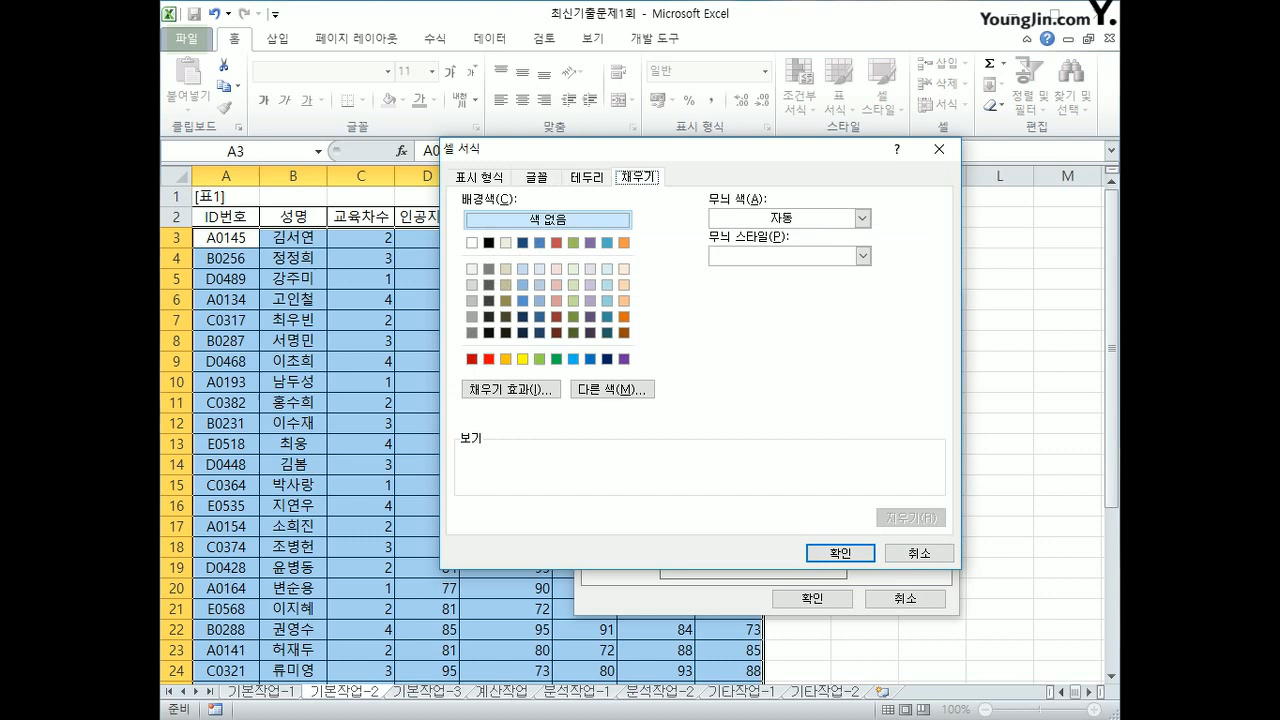 최신기출문제1회 - Microsoft Excel
YoungJin.com Y.
파일 홈 삽입 페이지 레이아웃 수식 데이터 검토 보기 개발 도구
붙여넣기
11
가 가 가
일반
조건부 서식
표 서식
셀 스타일
삽입
삭제
서식
정렬 및 필터
찾기 및 선택
클립보드 글꼴 맞춤 표시 형식 스타일 셀 편집
A3 fx A0
A B C D L M
1 [표1]
2 ID번호 성명 교육차수 인공지
3 A0145 김서연 2
4 B0256 정정희 3
5 D0489 강주미 1
6 A0134 고인철 4
7 C0317 최우빈 2
8 B0287 서명민 3
9 D0468 이조희 4
10 A0193 남두성 1
11 C0382 홍수희 4
12 B0231 이수재 3
13 E0518 최웅 4
14 D0448 김봄 3
15 C0364 박사랑 1
16 E0535 지연우 4
17 A0154 소희진 2
18 C0374 조병헌 3
19 D0428 윤병동 2
20 A0164 변순용 1 77 90
21 E0568 이지혜 2 81 72
22 B0288 권영수 4 85 95 91 84 73
23 A0141 허재두 2 81 80 72 88 85
24 C0321 류미영 3 95 73 80 93 88
셀 서식
표시 형식 글꼴 테두리 채우기
배경색(C):
색 없음
채우기 효과(I)... 다른 색(M)...
무늬 색(A):
자동
무늬 스타일(P):
보기
지우기(R)
확인 취소
확인 취소
기본작업-1 기본작업-2 기본작업-3 계산작업 분석작업-1 분석작업-2 기타작업-1 기타작업-2
준비 100%